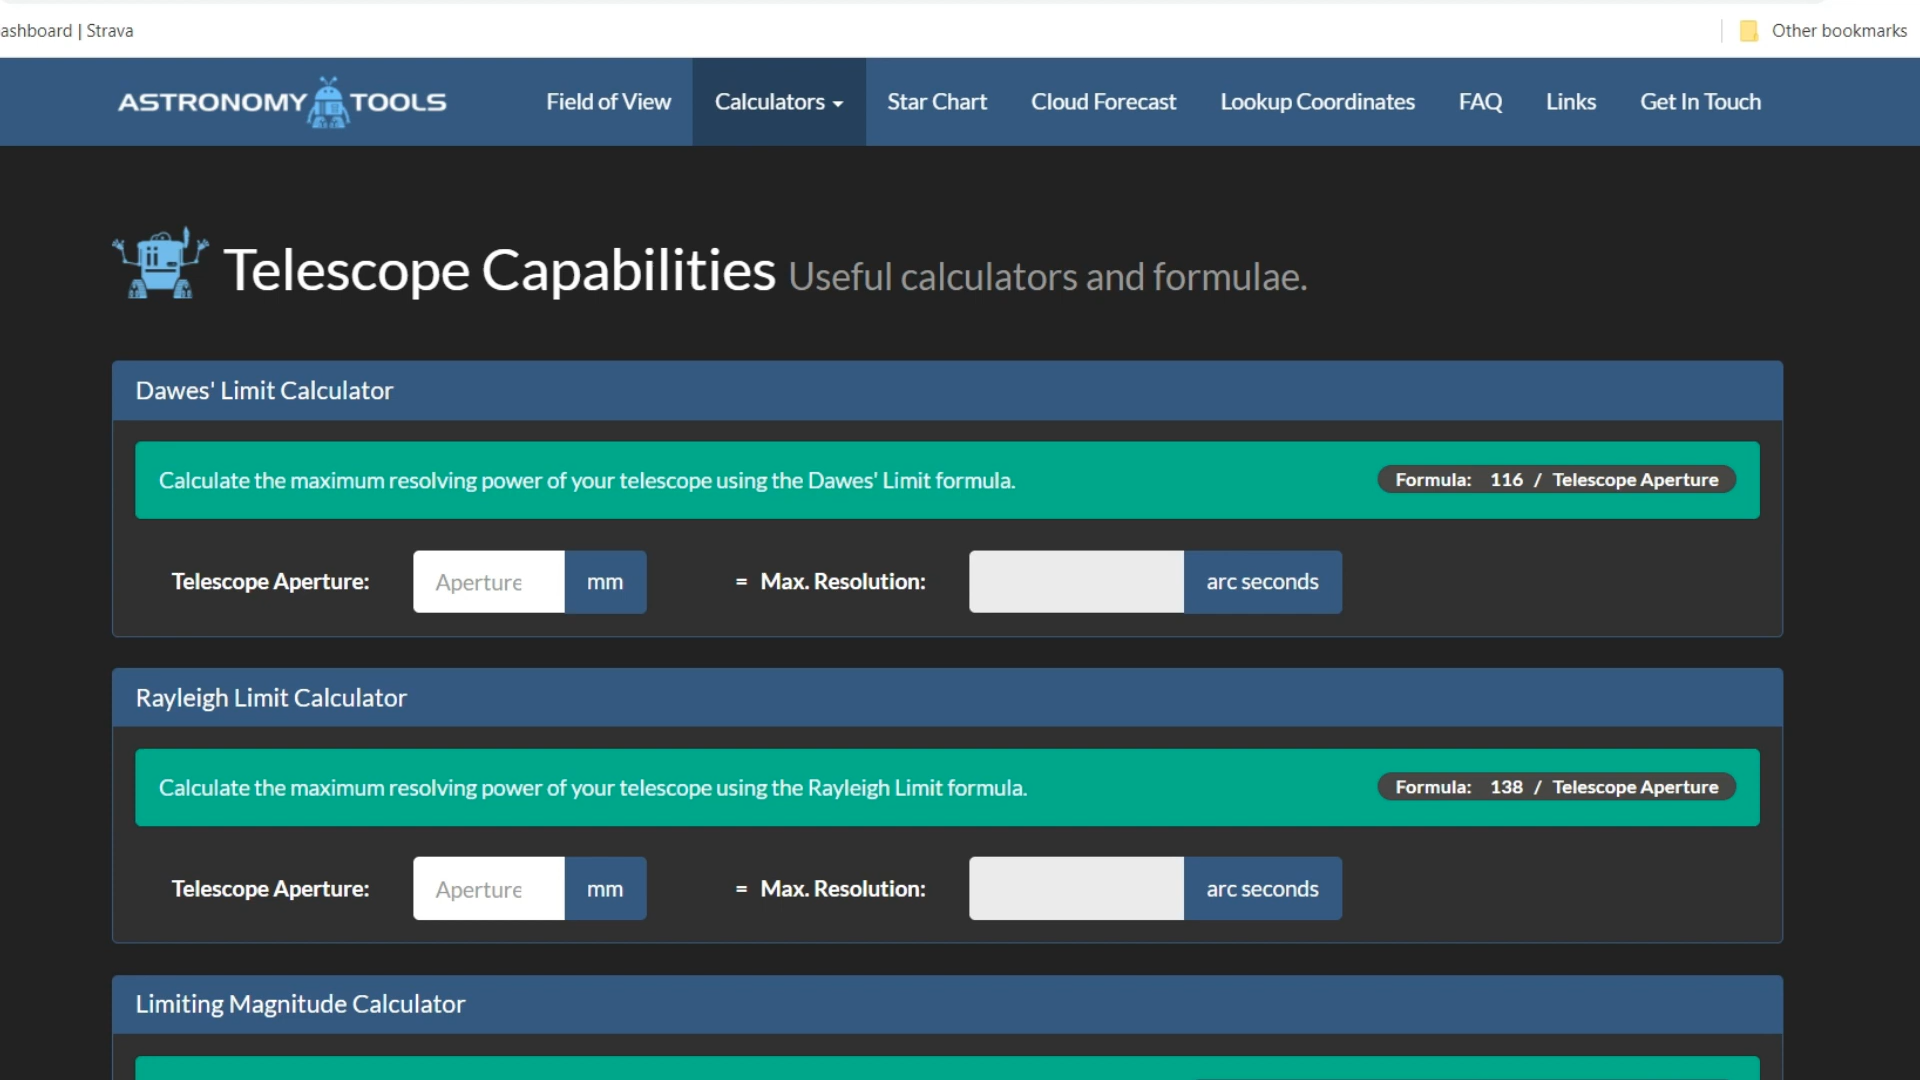 ashboard | Strava
Other bookmarks
ASTRONOMY TOOLS
Field of View
Calculators
Star Chart
Cloud Forecast
Lookup Coordinates
FAQ
Links
Get In Touch
Telescope Capabilities Useful calculators and formulae.
Dawes' Limit Calculator
Calculate the maximum resolving power of your telescope using the Dawes' Limit formula.
Formula: 116 / Telescope Aperture
Telescope Aperture:
Aperture
mm
= Max. Resolution:
arc seconds
Rayleigh Limit Calculator
Calculate the maximum resolving power of your telescope using the Rayleigh Limit formula.
Formula: 138 / Telescope Aperture
Telescope Aperture:
Aperture
mm
= Max. Resolution:
arc seconds
Limiting Magnitude Calculator